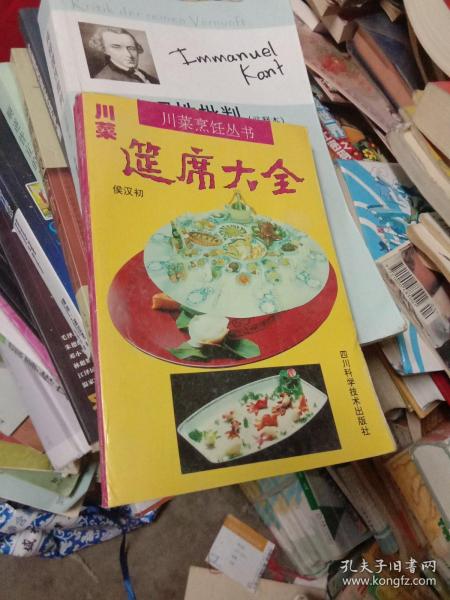 Kritik der reinen Vernunft
Immanuel
Kant
川菜
川菜烹饪丛书
筵席大全
侯汉初
四川科学技术出版社
孔夫子旧书网
www.kongfz.com